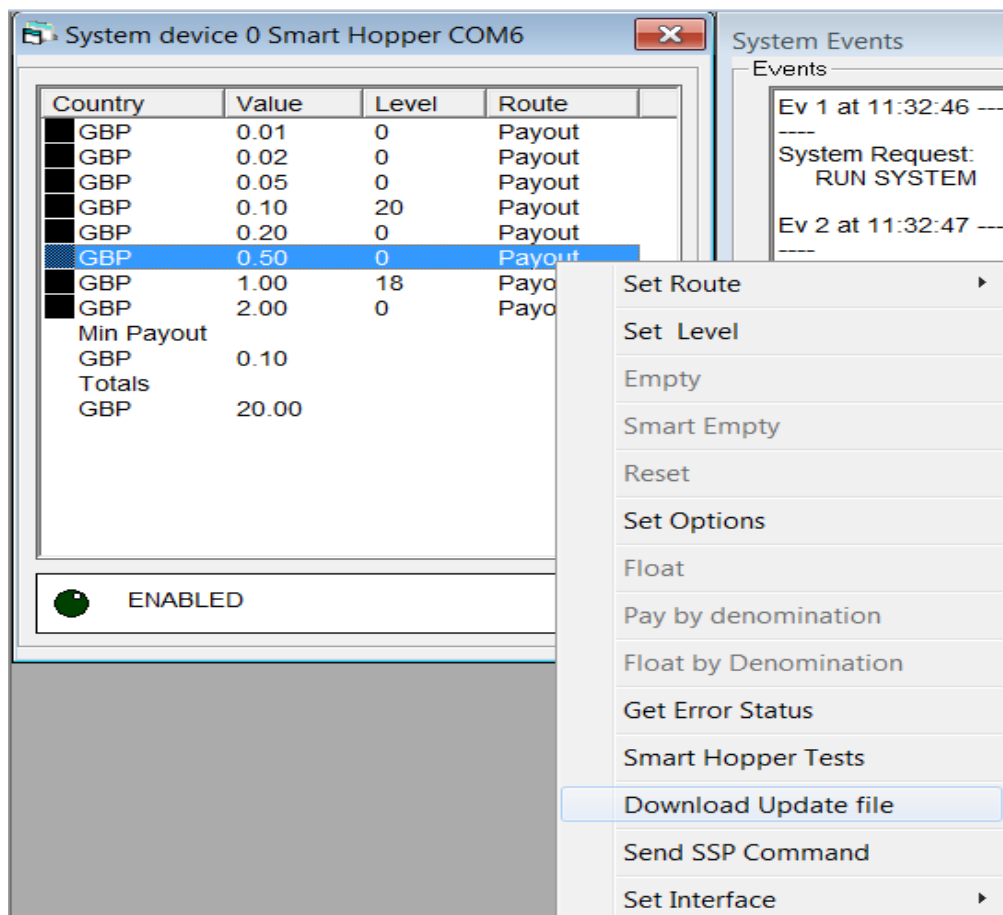 System device 0 Smart Hopper COM6
Country Value Level Route
GBP 0.01 0 Payout
GBP 0.02 0 Payout
GBP 0.05 0 Payout
GBP 0.10 20 Payout
GBP 0.20 0 Payout
GBP 0.50 0 Payout
GBP 1.00 18 Payo
GBP 2.00 0 Payo
Min Payout
GBP 0.10
Totals
GBP 20.00
ENABLED
System Events
Events
Ev 1 at 11:32:46 ---
----
System Request:
RUN SYSTEM
Ev 2 at 11:32:47 ---
----
Set Route
Set Level
Empty
Smart Empty
Reset
Set Options
Float
Pay by denomination
Float by Denomination
Get Error Status
Smart Hopper Tests
Download Update file
Send SSP Command
Set Interface